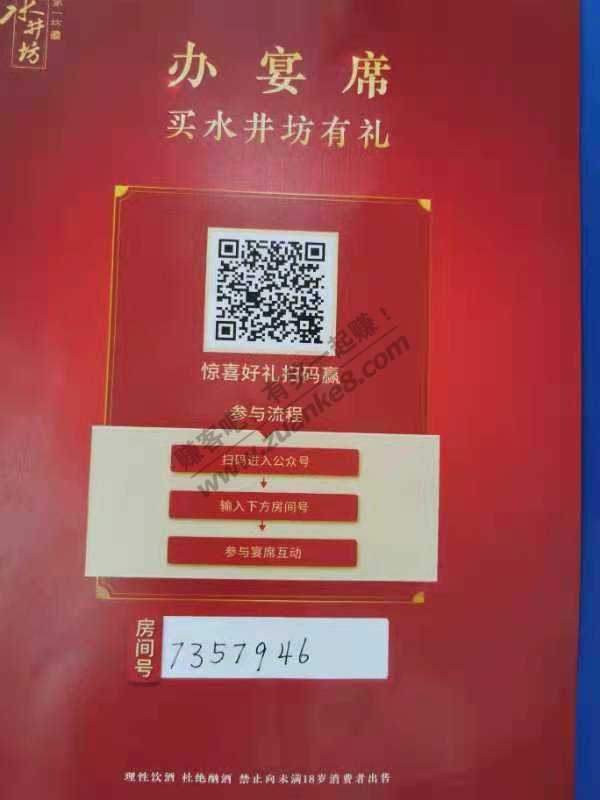 水井坊
第一坊
办宴席
买水井坊有礼
惊喜好礼扫码赢
参与流程
扫码进入公众号
输入下方房间号
参与宴席互动
房间号
7357946
理性饮酒 杜绝酗酒 禁止向未满18岁消费者出售
赚客吧，有奖一起赚！
www.zuanke8.com